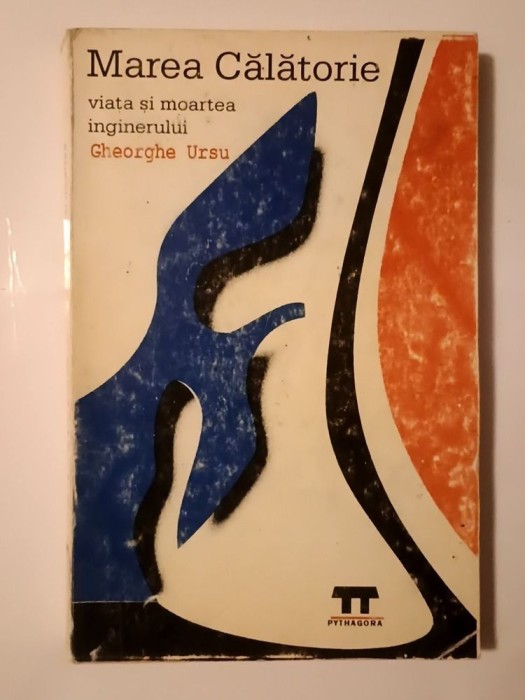 Marea Călătorie
viata și moartea
inginerului
Gheorghe Ursu
PYTHAGORA